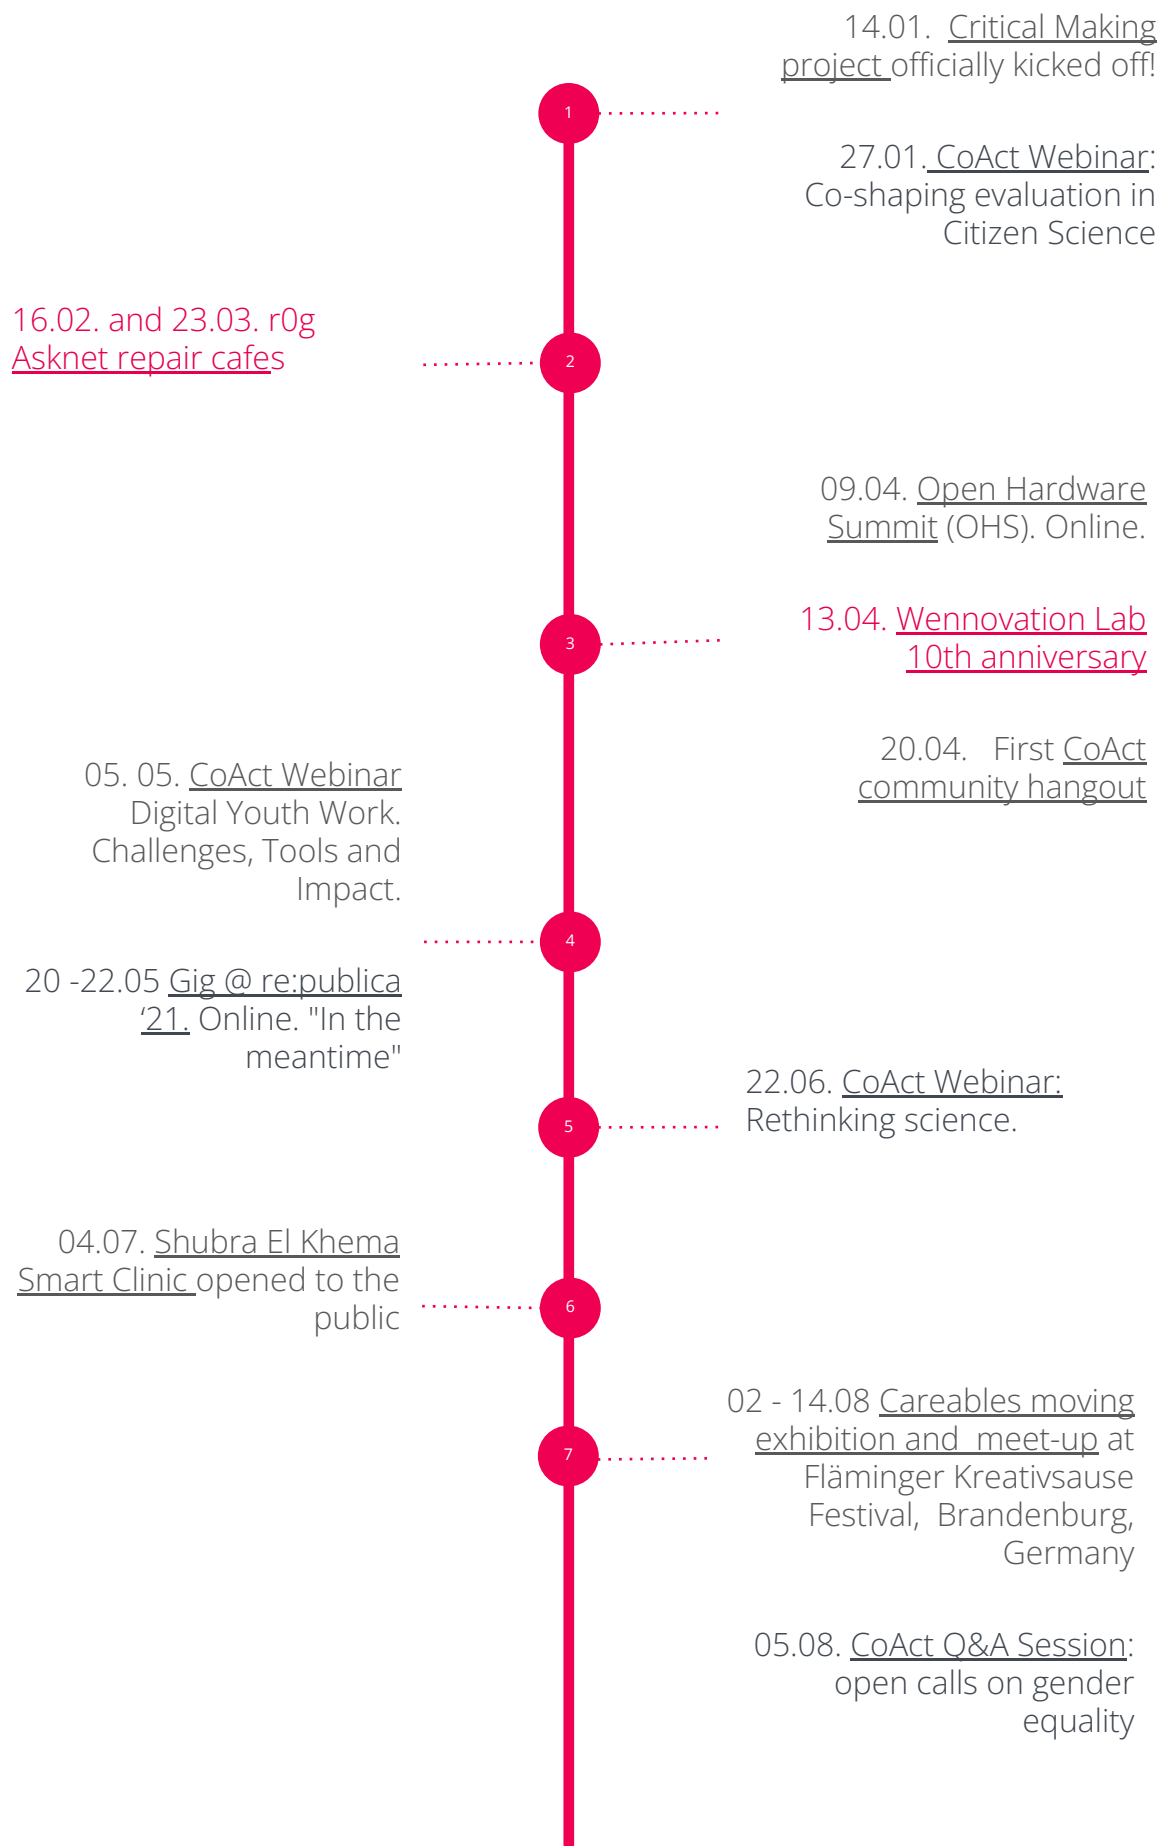 14.01.  Critical Making
project officially kicked off!
1
27.01. CoAct Webinar:
Co-shaping evaluation in
Citizen Science
16.02. and 23.03. r0g
Asknet repair cafes
2
09.04. Open Hardware
Summit (OHS). Online.
13.04. Wennovation Lab
10th anniversary
3
20.04.   First CoAct
community hangout
05. 05. CoAct Webinar
Digital Youth Work.
Challenges, Tools and
Impact.
4
20 -22.05 Gig @ re:publica
‘21. Online. "In the
meantime"
22.06. CoAct Webinar:
Rethinking science.
5
04.07. Shubra El Khema
Smart Clinic opened to the
public
6
02 - 14.08 Careables moving
exhibition and  meet-up at
Fläminger Kreativsause
Festival,  Brandenburg,
Germany
7
05.08. CoAct Q&A Session:
open calls on gender
equality